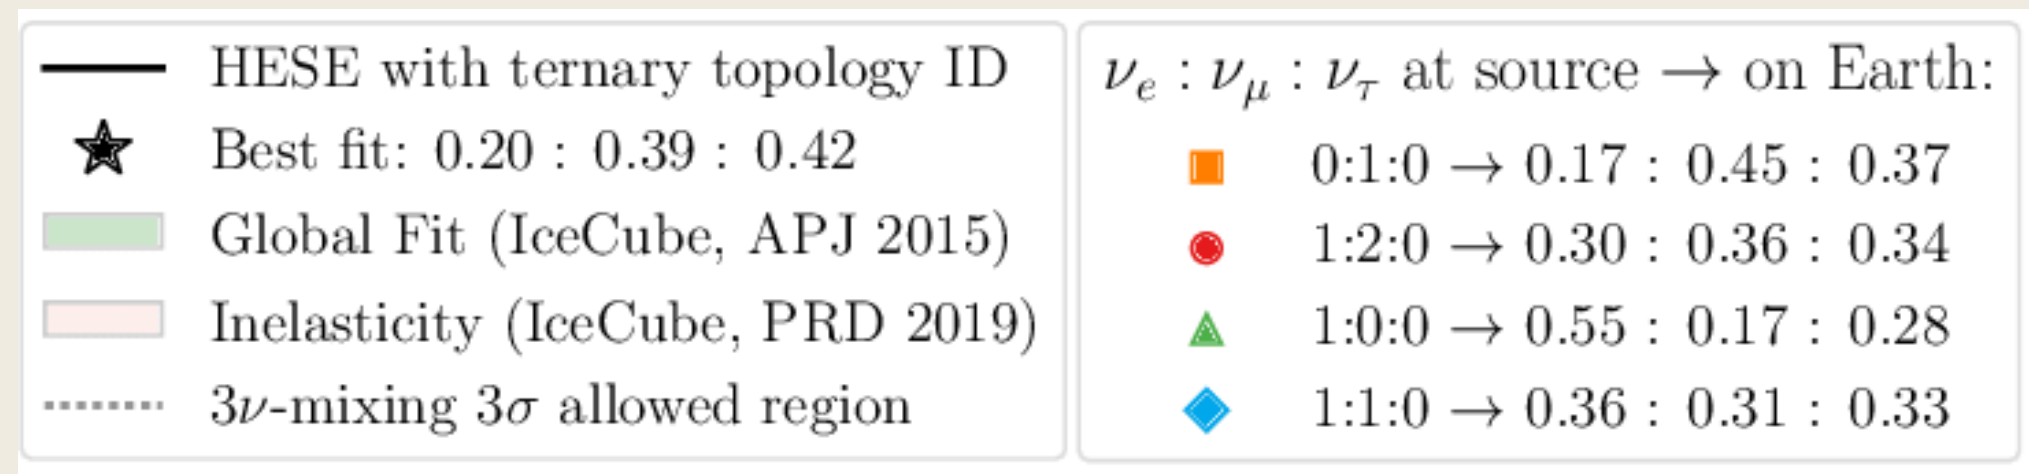 HESE with ternary topology ID
Best fit: 0.20 : 0.39 : 0.42
Global Fit (IceCube, APJ 2015)
Inelasticity (IceCube, PRD 2019)
3ν-mixing 3σ allowed region
νₑ : ν_μ : ν_τ at source → on Earth:
0:1:0 → 0.17 : 0.45 : 0.37
1:2:0 → 0.30 : 0.36 : 0.34
1:0:0 → 0.55 : 0.17 : 0.28
1:1:0 → 0.36 : 0.31 : 0.33